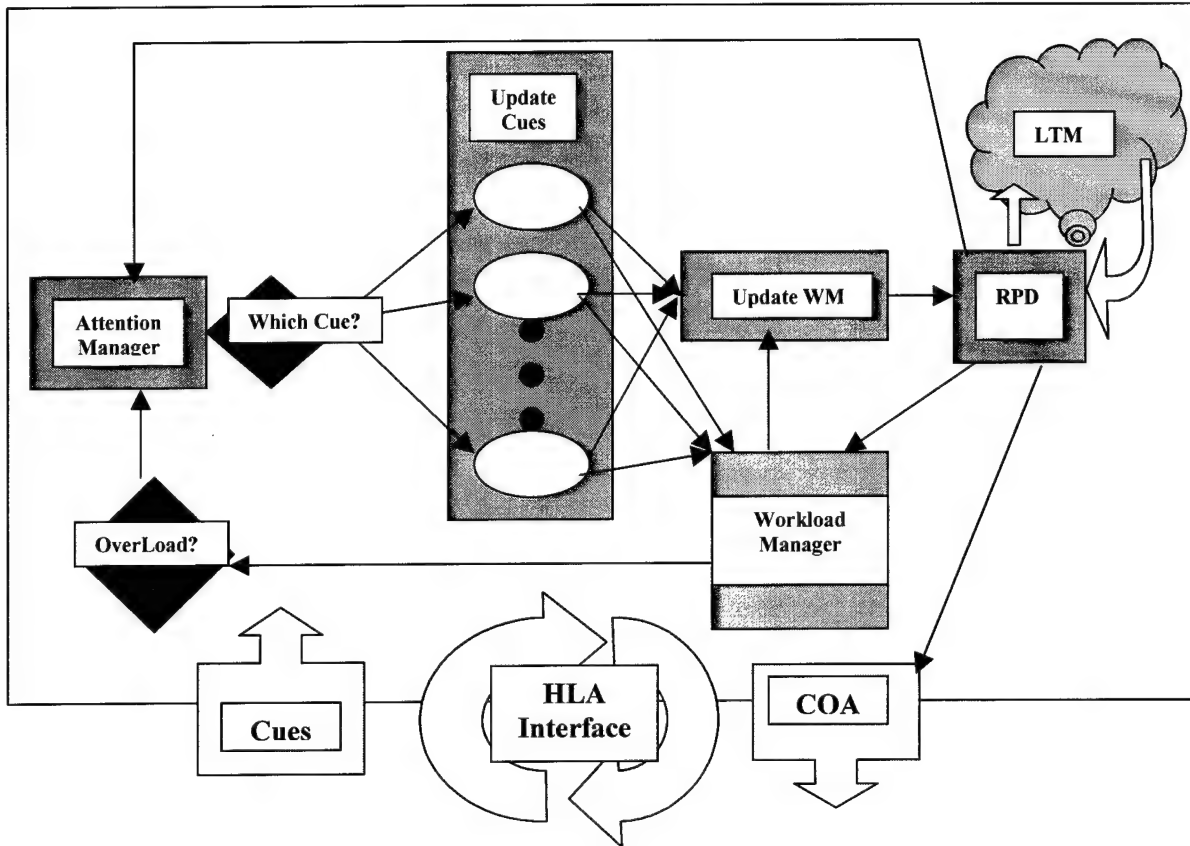 Update
Cues
LTM
Attention
Manager
Which Cue?
Update WM
RPD
OverLoad?
Workload
Manager
Cues
HLA
Interface
COA